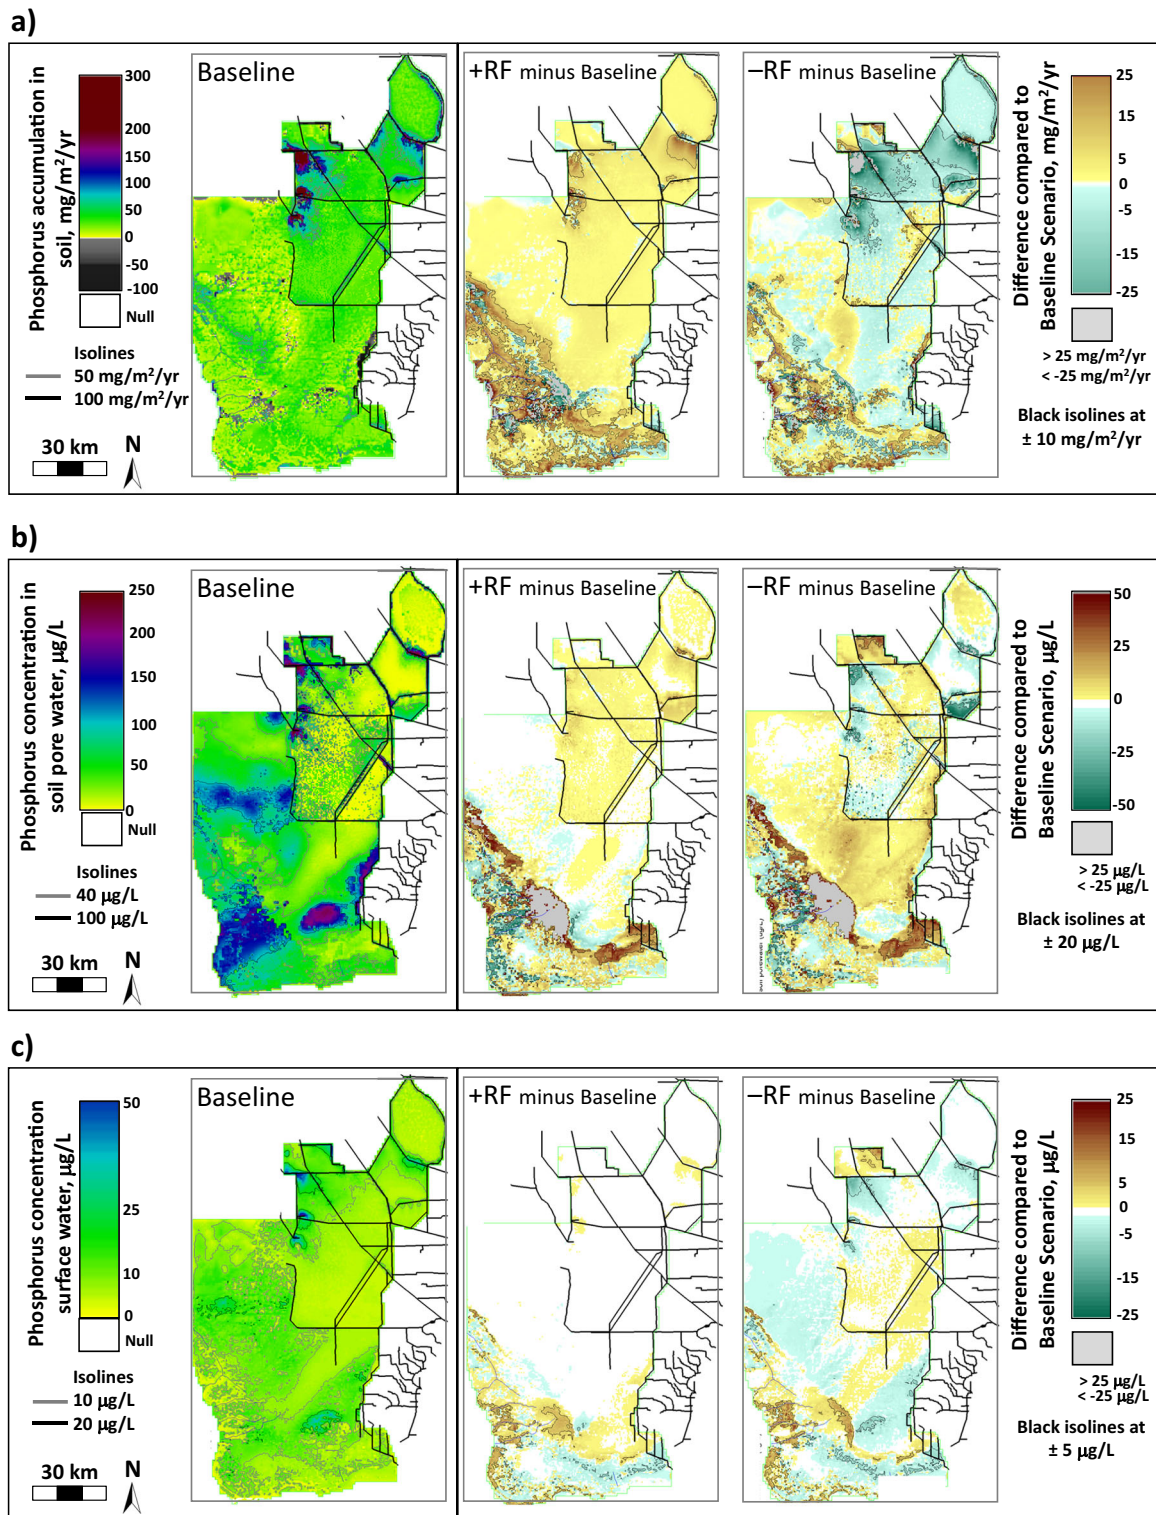 a)
Phosphorus accumulation in
soil, mg/m²/yr
300
200
150
100
50
0
-50
-100
Null
Isolines
50 mg/m²/yr
100 mg/m²/yr
30 km
N
Baseline
+RF minus Baseline
–RF minus Baseline
Difference compared to
Baseline Scenario, mg/m²/yr
25
15
5
0
-5
-15
-25
> 25 mg/m²/yr
< -25 mg/m²/yr
Black isolines at
± 10 mg/m²/yr
b)
Phosphorus concentration in
soil pore water, µg/L
250
200
150
100
50
0
Null
Isolines
40 µg/L
100 µg/L
30 km
N
Baseline
+RF minus Baseline
–RF minus Baseline
Difference compared to
Baseline Scenario, µg/L
50
25
0
-25
-50
> 25 µg/L
< -25 µg/L
Black isolines at
± 20 µg/L
c)
Phosphorus concentration
surface water, µg/L
50
25
10
0
Null
Isolines
10 µg/L
20 µg/L
30 km
N
Baseline
+RF minus Baseline
–RF minus Baseline
Difference compared to
Baseline Scenario, µg/L
25
15
5
0
-5
-15
-25
> 25 µg/L
< -25 µg/L
Black isolines at
± 5 µg/L